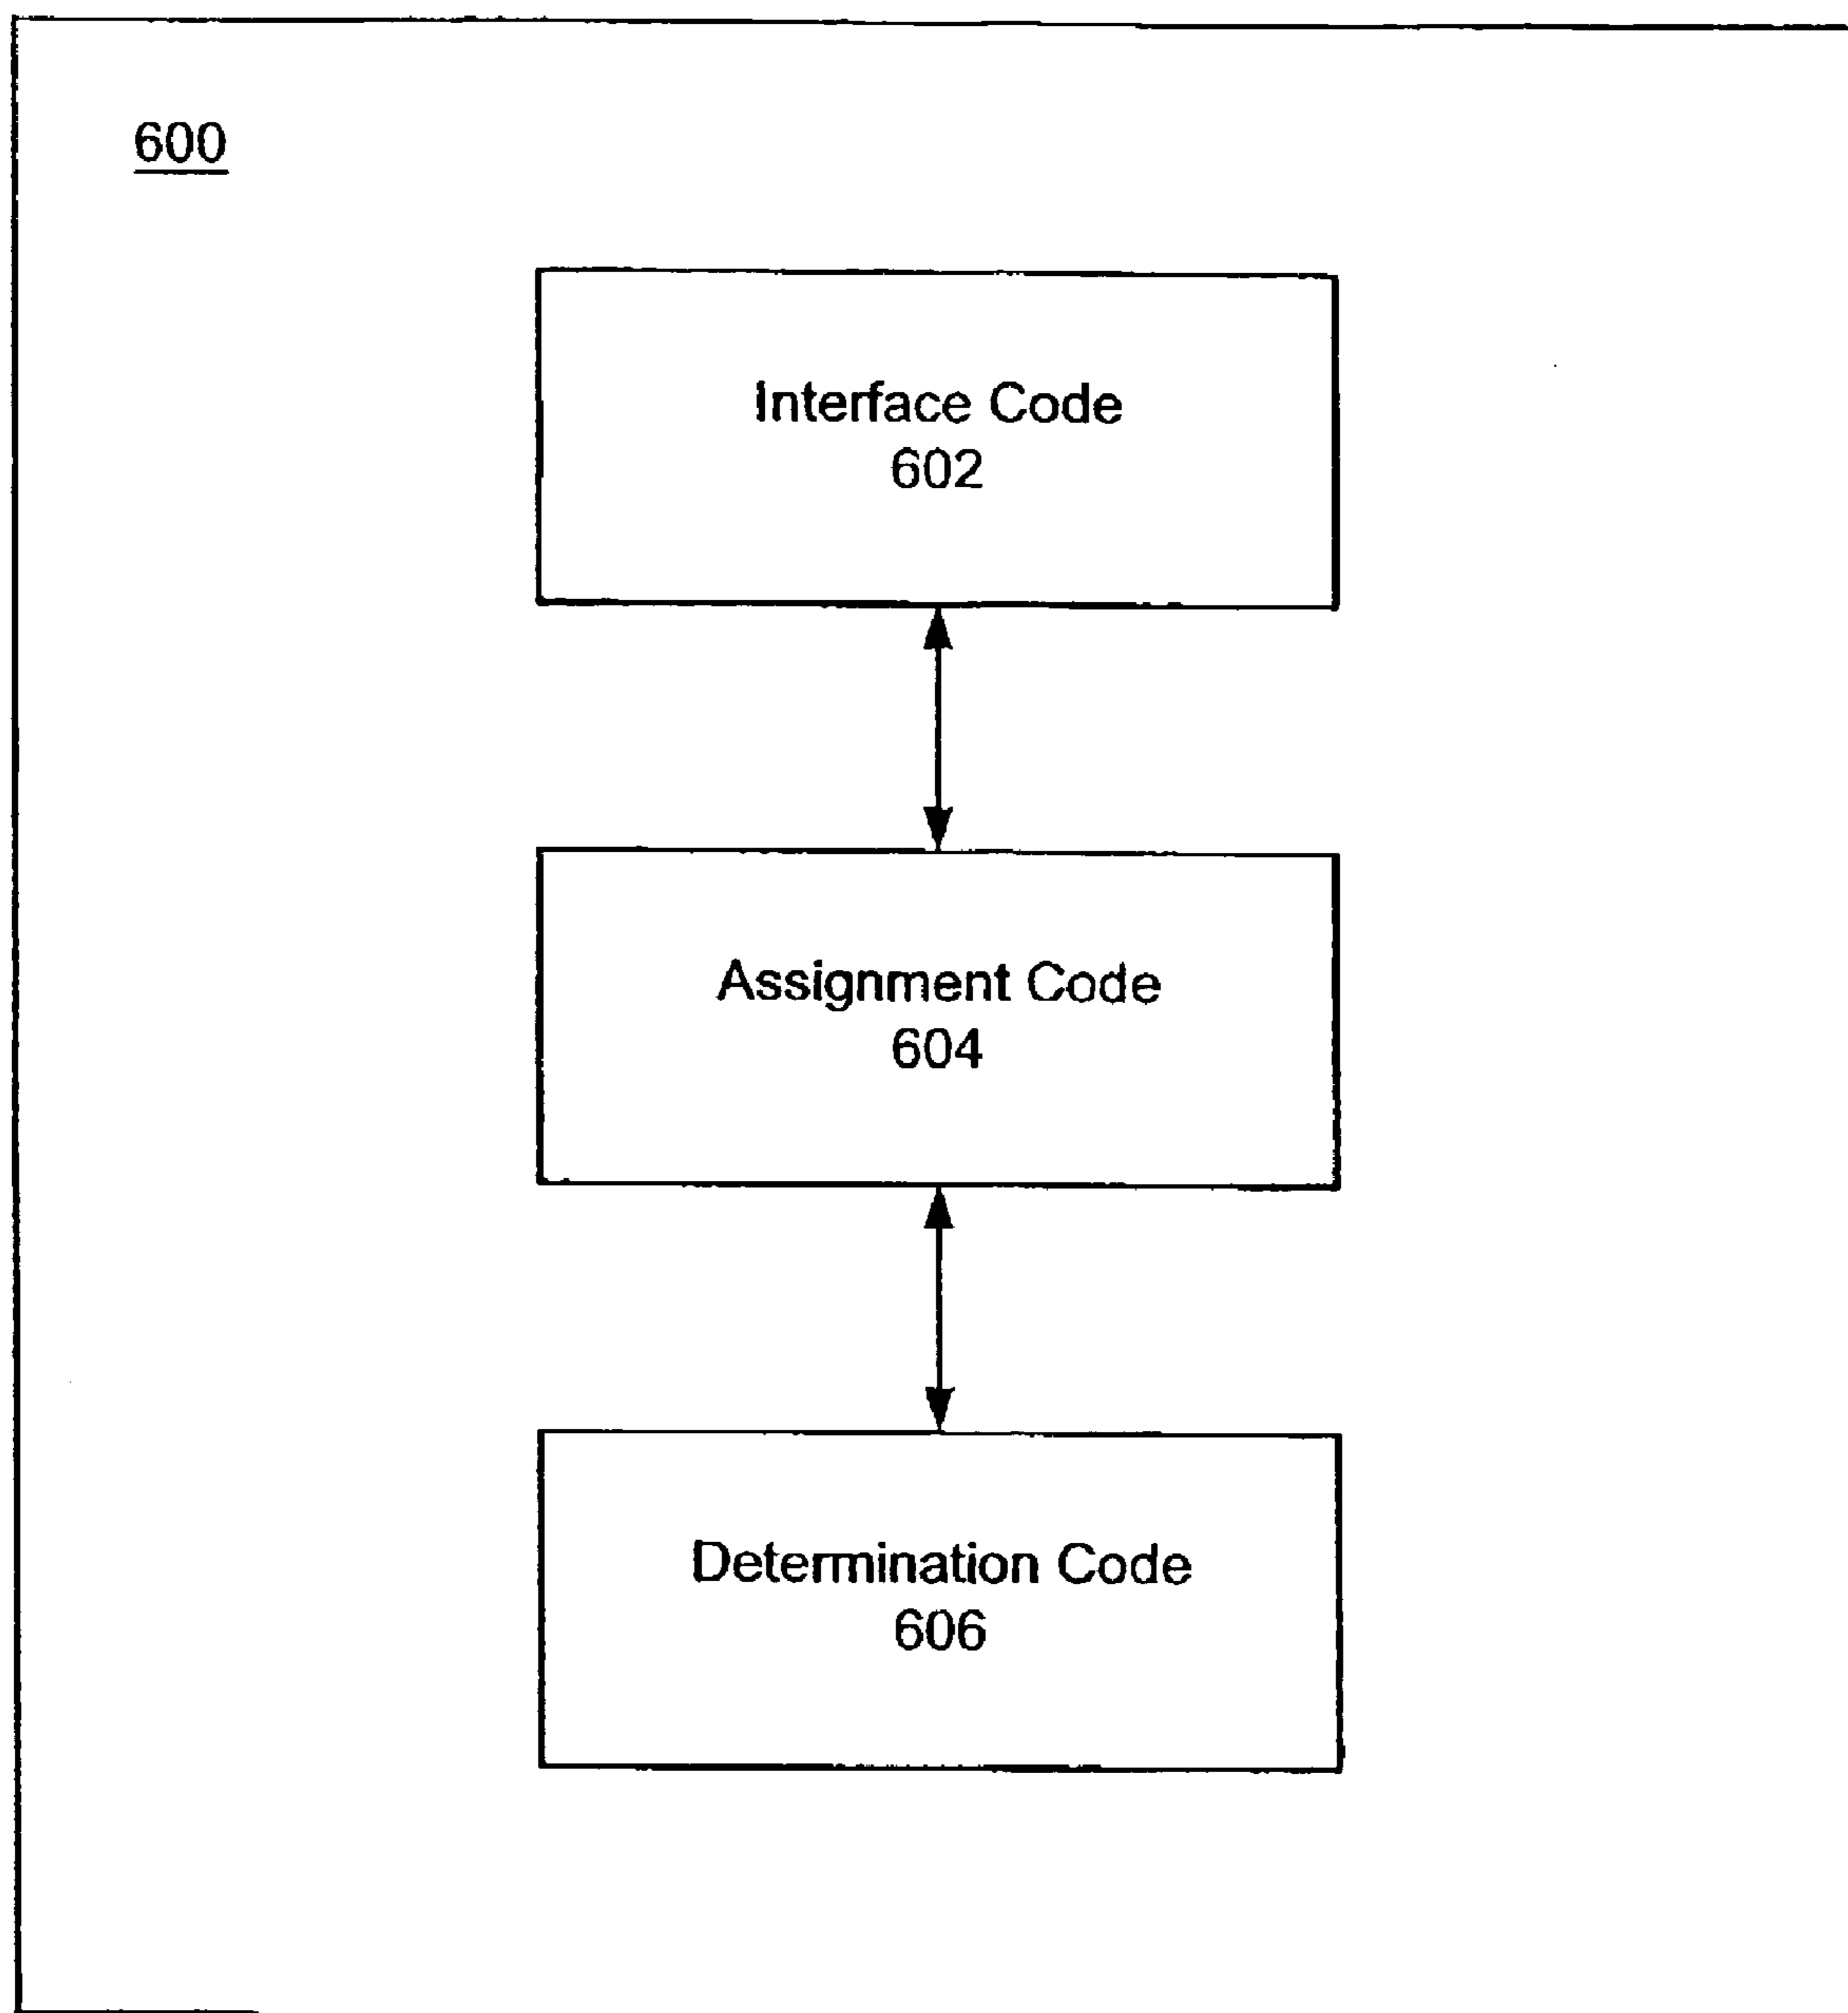 600
Interface Code
602
Assignment Code
604
Determination Code
606